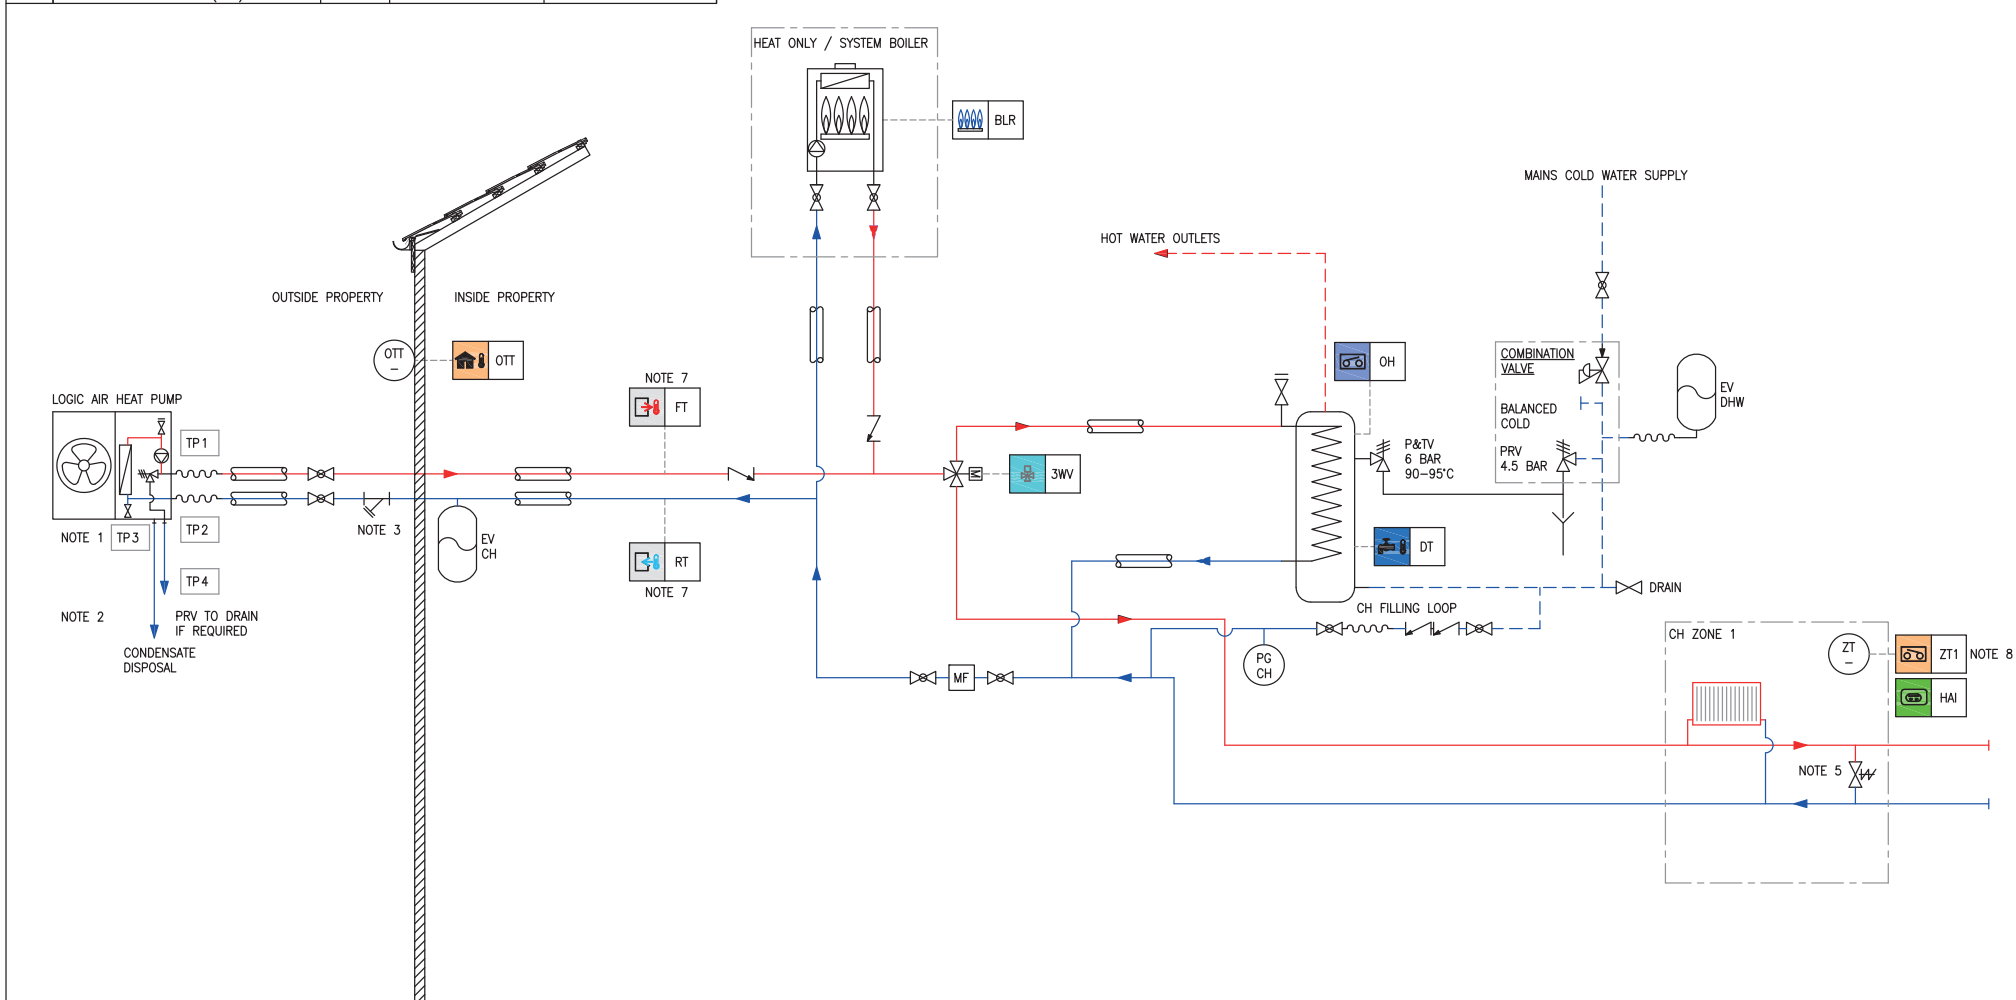 HEAT ONLY / SYSTEM BOILER
BLR
MAINS COLD WATER SUPPLY
HOT WATER OUTLETS
OUTSIDE PROPERTY
INSIDE PROPERTY
OTT
–
OTT
COMBINATION
VALVE
OH
NOTE 7
FT
EV
DHW
LOGIC AIR HEAT PUMP
BALANCED
COLD
TP1
P&TV
6 BAR
90-95°C
PRV
4.5 BAR
M
3WV
NOTE 3
TP2
NOTE 1
TP3
EV
CH
DT
RT
NOTE 7
TP4
DRAIN
NOTE 2
PRV TO DRAIN
IF REQUIRED
CH FILLING LOOP
CONDENSATE
DISPOSAL
PG
CH
MF
CH ZONE 1
ZT
–
ZT1
NOTE 8
HAI
NOTE 5